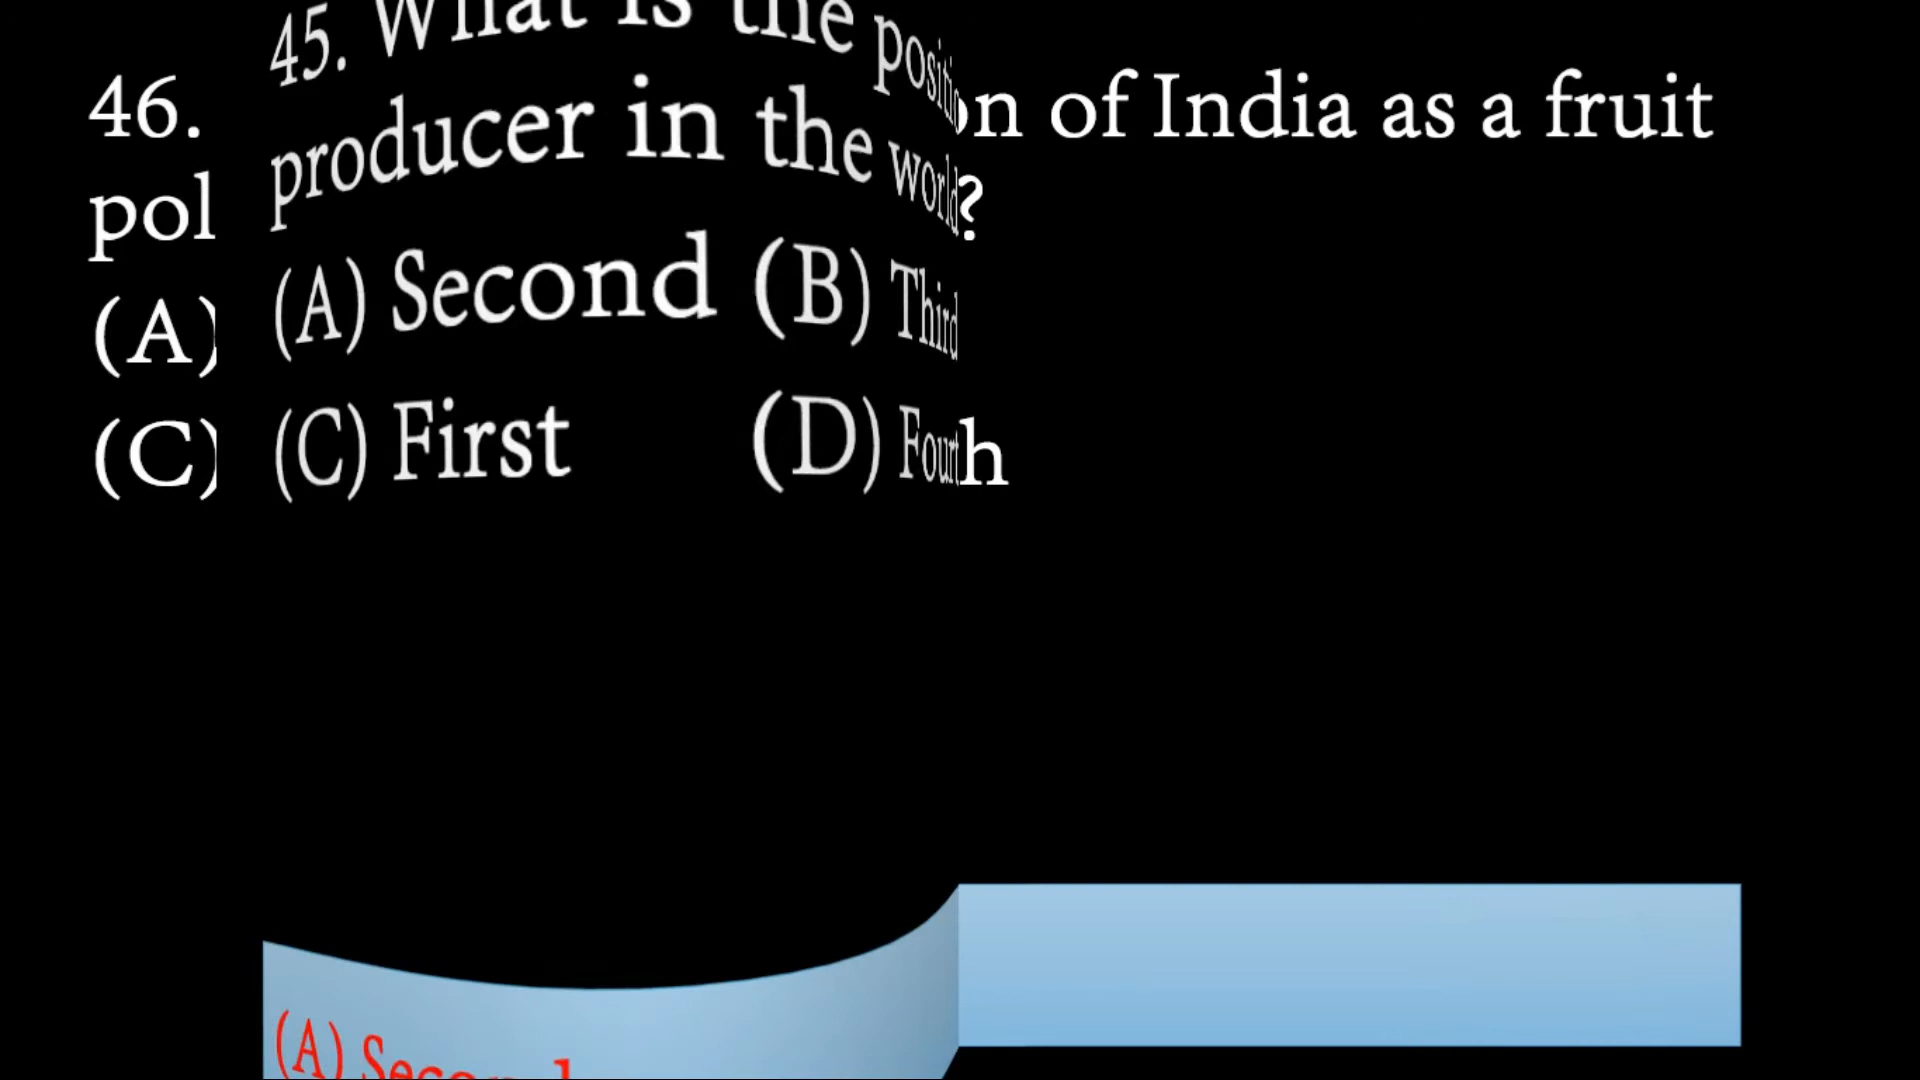 45. What is the position of India as a fruit
producer in the world?
(A) Second (B) Third
(C) First (D) Fourth
46.
pol
(A)
(C)
(A) Second